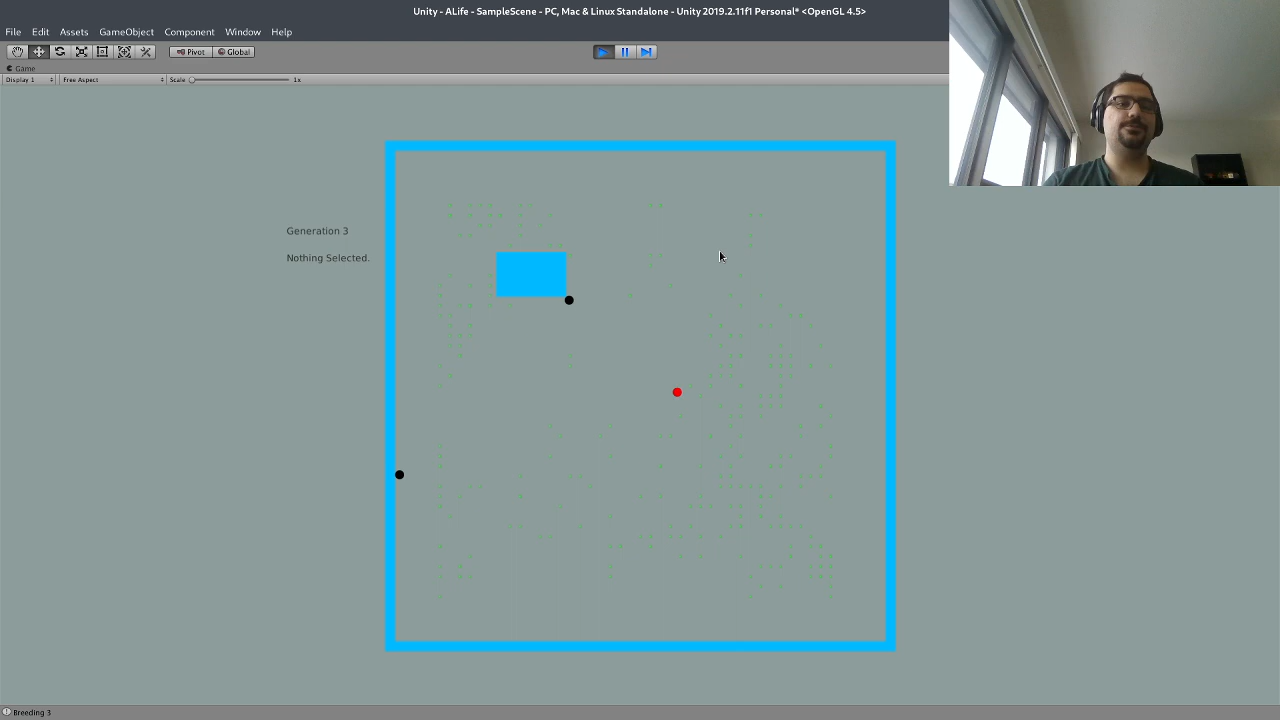 Unity - ALife - SampleScene - PC, Mac & Linux Standalone - Unity 2019.2.11f1 Personal* <OpenGL 4.5>
File Edit Assets GameObject Component Window Help
Pivot Global
Game
Display 1 Free Aspect Scale 1x
Generation 3
Nothing Selected.
Breeding 3